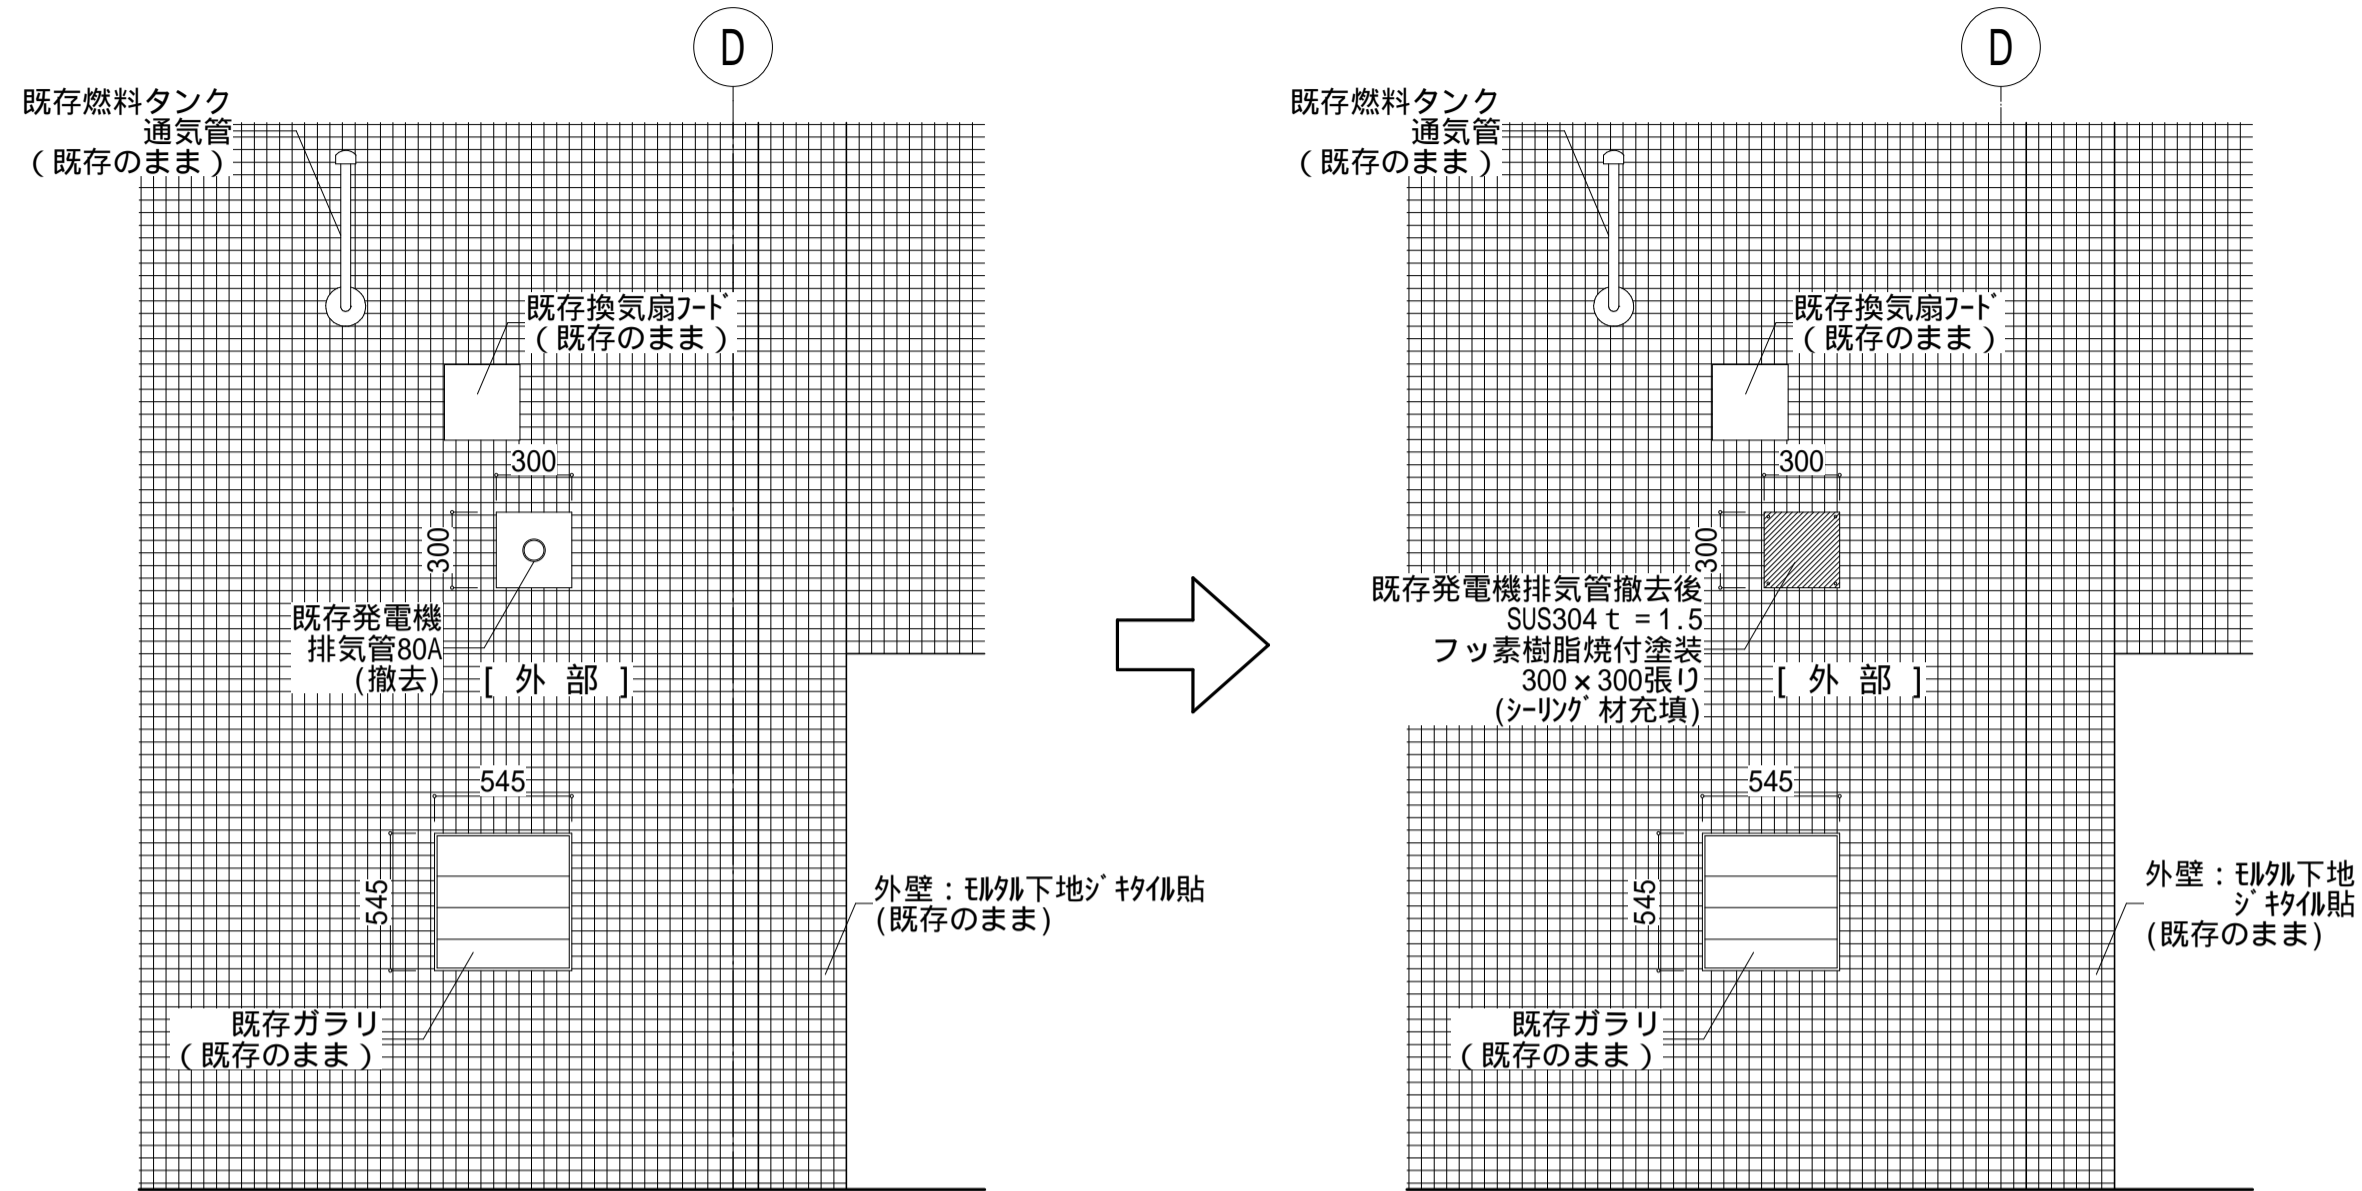 D
既存燃料タンク
通気管
(既存のまま)
既存換気扇ﾌｰﾄﾞ
(既存のまま)
300
300
既存発電機
排気管80A
(撤去)
[ 外 部 ]
545
545
外壁：ﾓﾙﾀﾙ下地ｼﾞｷﾀｲﾙ貼
(既存のまま)
既存ガラリ
(既存のまま)
D
既存燃料タンク
通気管
(既存のまま)
既存換気扇ﾌｰﾄﾞ
(既存のまま)
300
300
既存発電機排気管撤去後
SUS304ｔ=1.5
フッ素樹脂焼付塗装
300×300張り
(ｼｰﾘﾝｸﾞ材充填)
[ 外 部 ]
545
545
外壁：ﾓﾙﾀﾙ下地
ｼﾞｷﾀｲﾙ貼
(既存のまま)
既存ガラリ
(既存のまま)